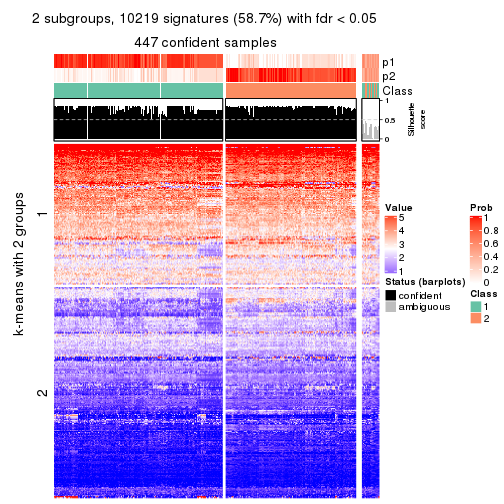 2 subgroups, 10219 signatures (58.7%) with fdr < 0.05
447 confident samples
p1
p2
Class
1
0.5
0
Silhouette
score
k-means with 2 groups
1
2
Value
5
4
3
2
1
Status (barplots)
confident
ambiguous
Prob
1
0.8
0.6
0.4
0.2
0
Class
1
2